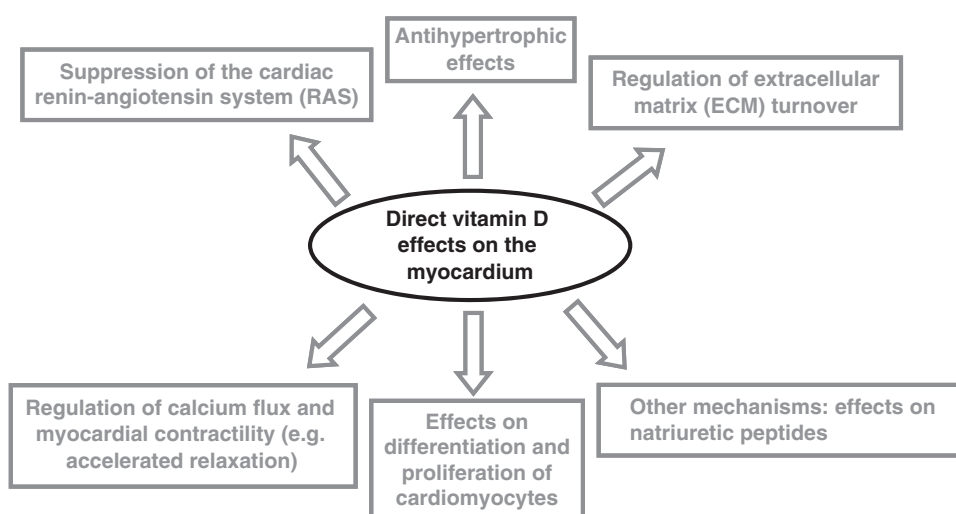 Antihypertrophic
effects
Suppression of the cardiac
renin-angiotensin system (RAS)
Regulation of extracellular
matrix (ECM) turnover
Direct vitamin D
effects on the
myocardium
Regulation of calcium flux and
myocardial contractility (e.g.
accelerated relaxation)
Effects on
differentiation and
proliferation of
cardiomyocytes
Other mechanisms: effects on
natriuretic peptides